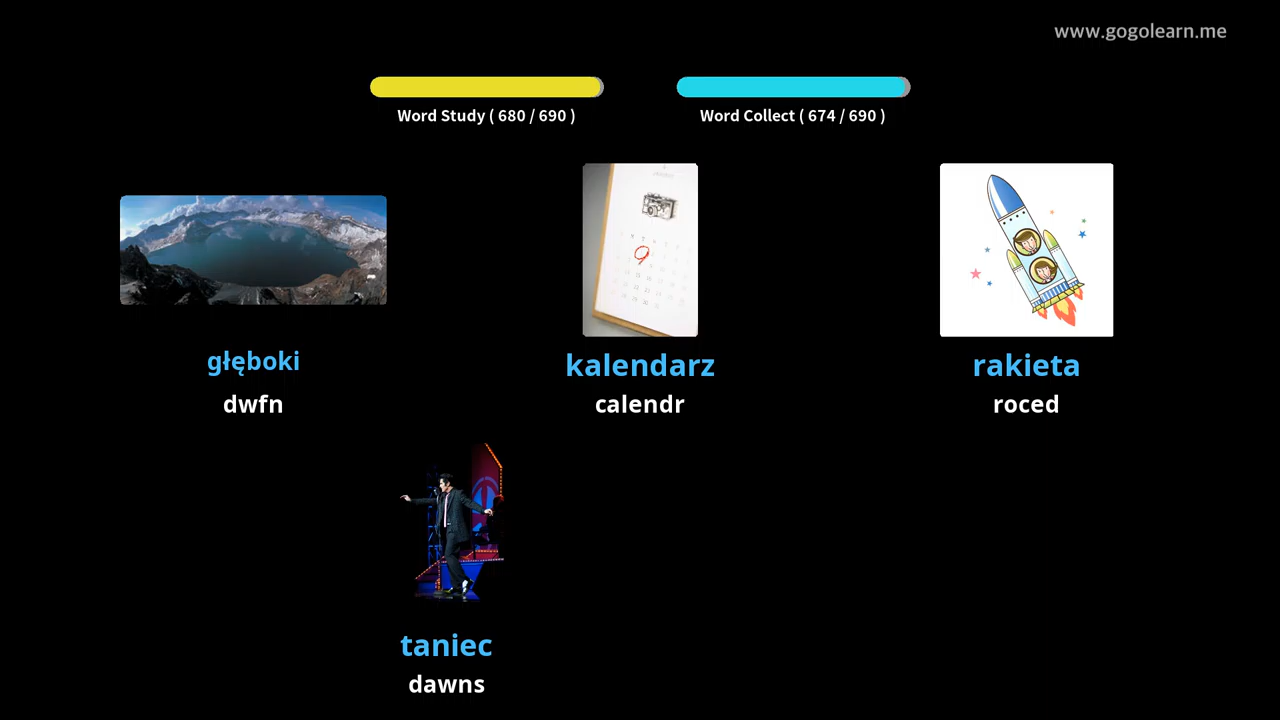 www.gogolearn.me
Word Study ( 680 / 690 )
Word Collect ( 674 / 690 )
głęboki
dwfn
kalendarz
calendr
rakieta
roced
taniec
dawns